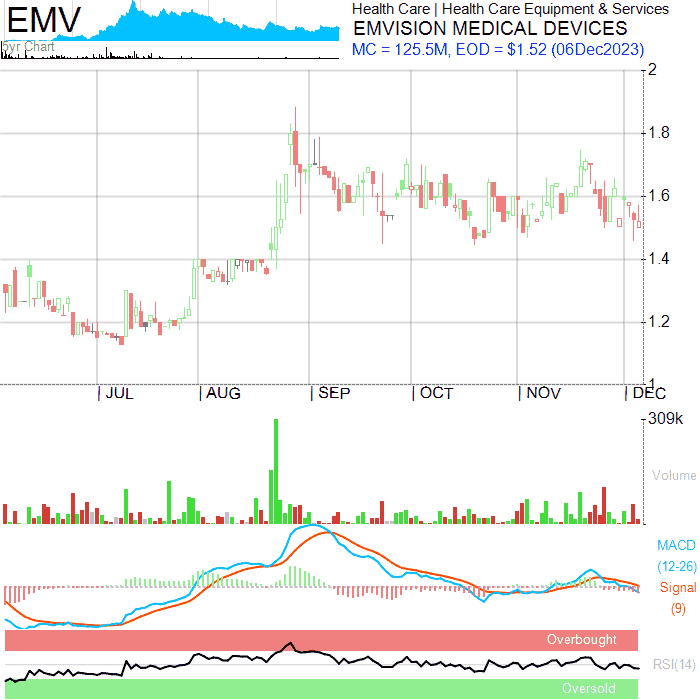 EMV
5yr Chart
Health Care | Health Care Equipment & Services
EMVISION MEDICAL DEVICES
MC = 125.5M, EOD = $1.52 (06Dec2023)
2
1.8
1.6
1.4
1.2
1
JUL AUG SEP OCT NOV DEC
309k
Volume
MACD
(12-26)
Signal
(9)
Overbought
RSI(14)
Oversold